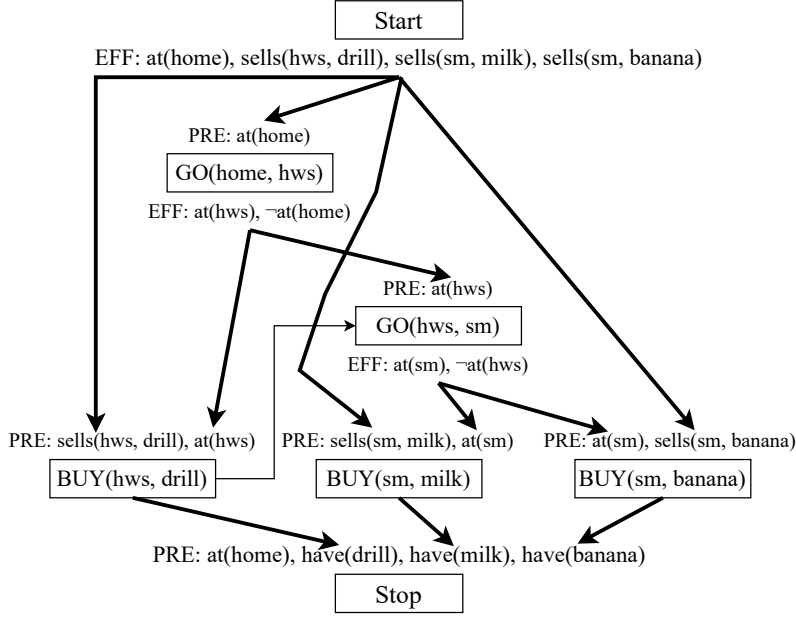 Start
EFF: at(home), sells(hws, drill), sells(sm, milk), sells(sm, banana)
PRE: at(home)
GO(home, hws)
EFF: at(hws), ¬at(home)
PRE: at(hws)
GO(hws, sm)
EFF: at(sm), ¬at(hws)
PRE: sells(hws, drill), at(hws)
BUY(hws, drill)
PRE: sells(sm, milk), at(sm)
BUY(sm, milk)
PRE: at(sm), sells(sm, banana)
BUY(sm, banana)
PRE: at(home), have(drill), have(milk), have(banana)
Stop